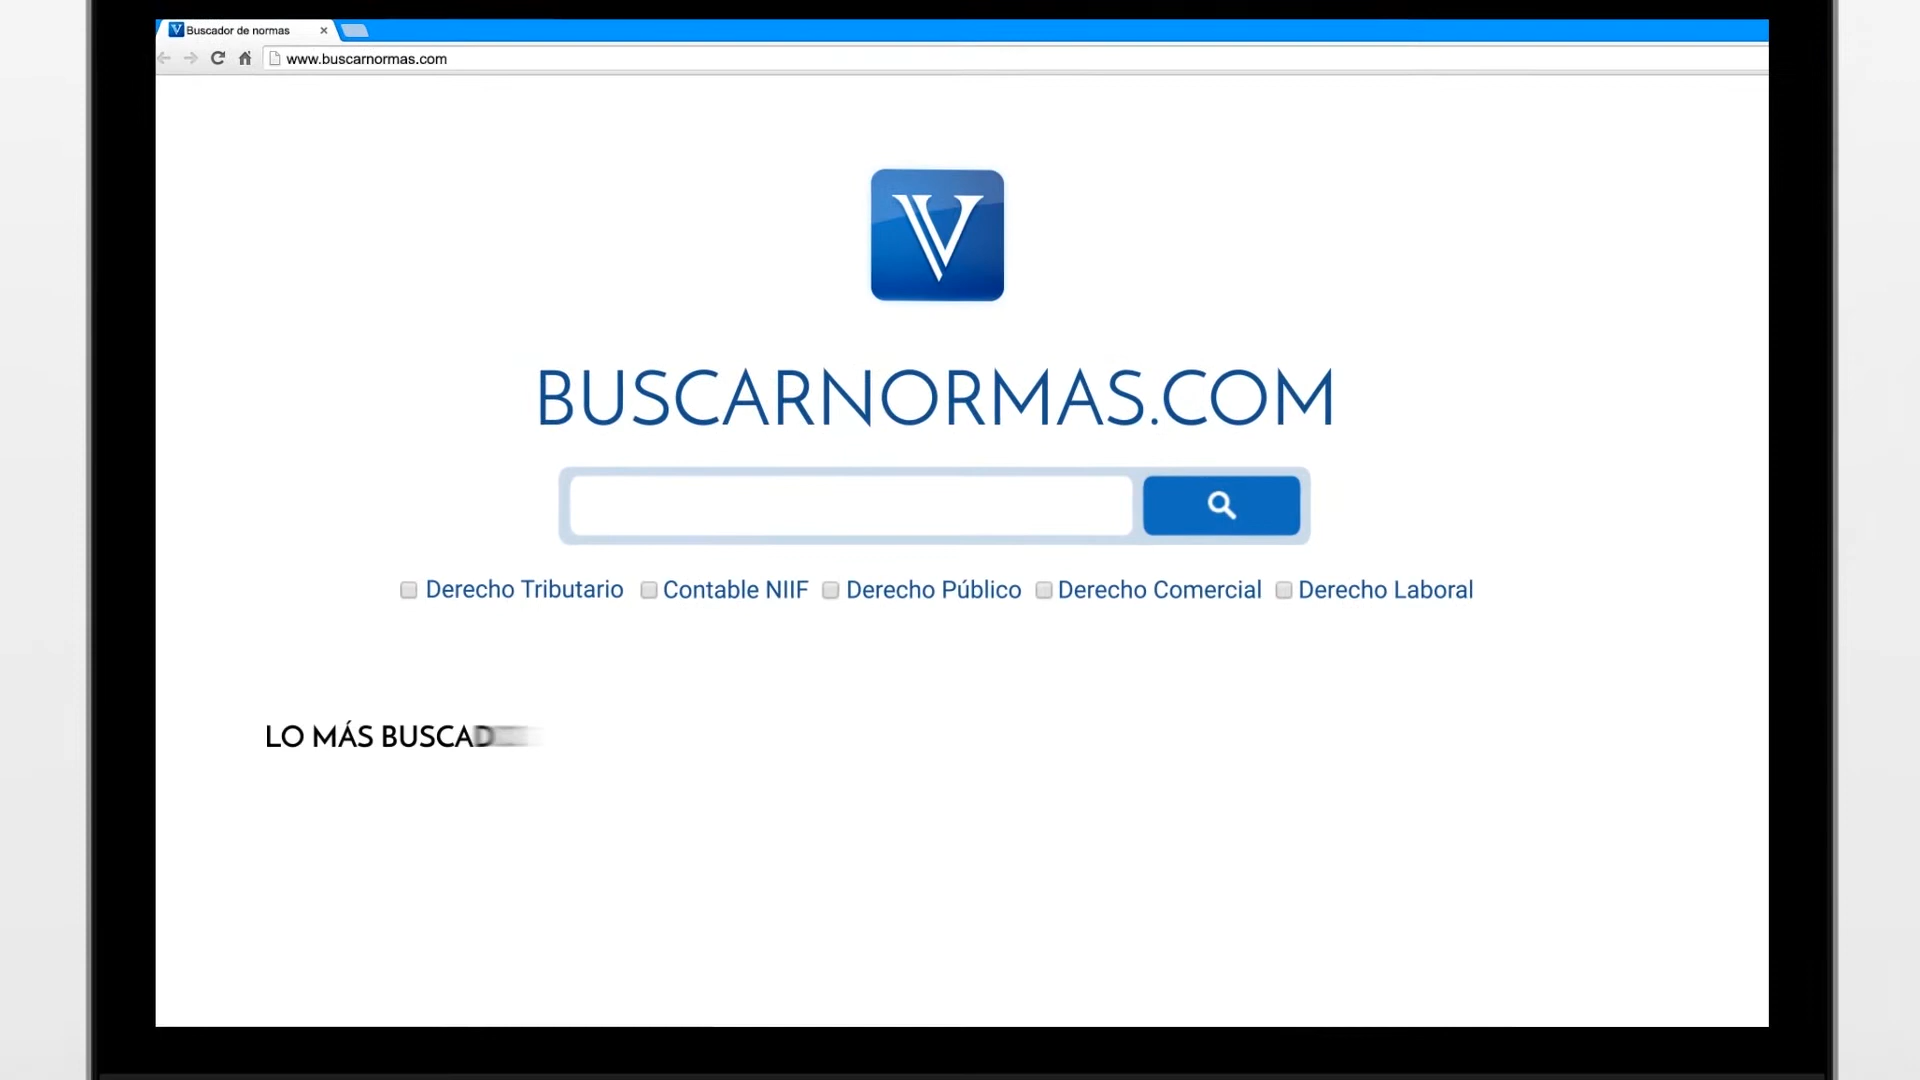 Buscador de normas
www.buscarnormas.com
V
BUSCARNORMAS.COM
Derecho Tributario Contable NIIF Derecho Público Derecho Comercial Derecho Laboral
LO MÁS BUSCAD